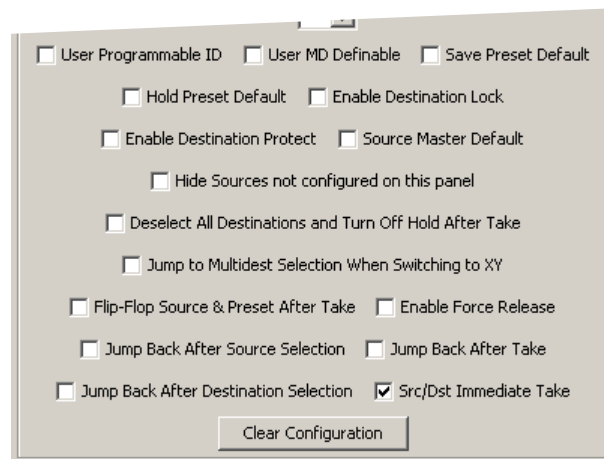 User Programmable ID User MD Definable Save Preset Default
Hold Preset Default Enable Destination Lock
Enable Destination Protect Source Master Default
Hide Sources not configured on this panel
Deselect All Destinations and Turn Off Hold After Take
Jump to Multidest Selection When Switching to XY
Flip-Flop Source & Preset After Take Enable Force Release
Jump Back After Source Selection Jump Back After Take
Jump Back After Destination Selection Src/Dst Immediate Take
Clear Configuration